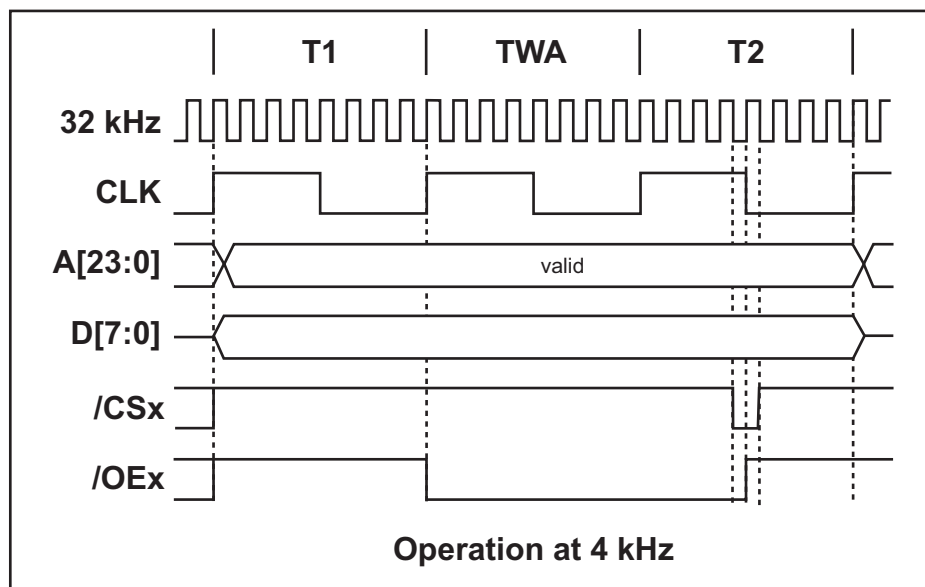 T1 TWA T2
32 kHz
CLK
A[23:0] valid
D[7:0]
/CSx
/OEx
Operation at 4 kHz